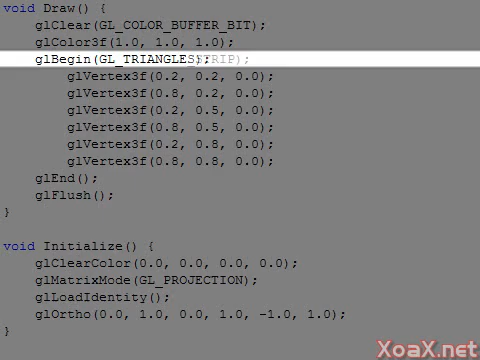 void Draw() {
glClear(GL_COLOR_BUFFER_BIT);
glColor3f(1.0, 1.0, 1.0);
glBegin(GL_TRIANGLES);
glVertex3f(0.2, 0.2, 0.0);
glVertex3f(0.8, 0.2, 0.0);
glVertex3f(0.2, 0.5, 0.0);
glVertex3f(0.8, 0.5, 0.0);
glVertex3f(0.2, 0.8, 0.0);
glVertex3f(0.8, 0.8, 0.0);
glEnd();
glFlush();
}
void Initialize() {
glClearColor(0.0, 0.0, 0.0, 0.0);
glMatrixMode(GL_PROJECTION);
glLoadIdentity();
glOrtho(0.0, 1.0, 0.0, 1.0, -1.0, 1.0);
}
XoaX.net